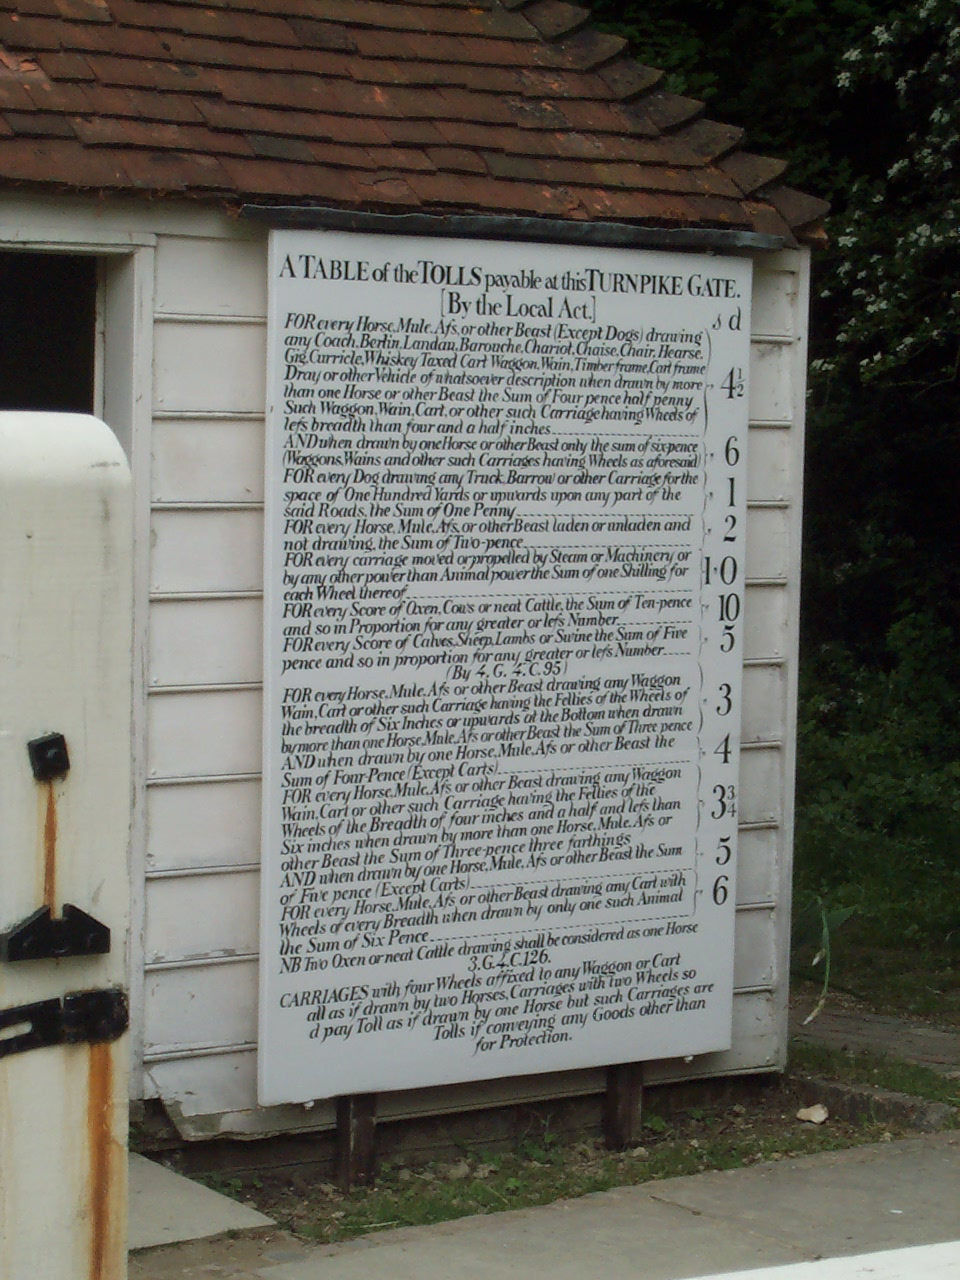 A TABLE of the TOLLS payable at this TURNPIKE GATE.
[By the Local Act.]
s d
FOR every Horse, Mule, Afs, or other Beast (Except Dogs) drawing
any Coach, Berlin, Landau, Barouche, Chariot, Chaise, Chair, Hearse,
Gig, Curricle, Whiskey Taxed Cart Waggon, Wain, Timber frame, Cart frame
Dray or other Vehicle of whatsoever description when drawn by more 4½
than one Horse or other Beast the Sum of Four pence half penny
Such Waggon, Wain, Cart, or other such Carriage having Wheels of
lefs breadth than four and a half inches
AND when drawn by one Horse or other Beast only the sum of six-pence 6
(Waggons, Wains and other such Carriages having Wheels as aforesaid)
FOR every Dog drawing any Truck, Barrow or other Carriage for the
space of One Hundred Yards or upwards upon any part of the 1
said Roads, the Sum of One Penny
FOR every Horse, Mule, Afs, or other Beast laden or unladen and 2
not drawing, the Sum of Two-pence
FOR every carriage moved or propelled by Steam or Machinery or
by any other power than Animal power the Sum of one Shilling for 1,0
each Wheel thereof
FOR every Score of Oxen, Cows or neat Cattle, the Sum of Ten-pence 10
and so in Proportion for any greater or lefs Number
FOR every Score of Calves, Sheep, Lambs or Swine the Sum of Five 5
pence and so in proportion for any greater or lefs Number
(By 4, G, 4, C. 95)
FOR every Horse, Mule, Afs or other Beast drawing any Waggon
Wain, Cart or other such Carriage having the Fellies of the Wheels of 3
the breadth of Six Inches or upwards at the Bottom when drawn
by more than one Horse, Mule, Afs or other Beast the Sum of Three pence
AND when drawn by one Horse, Mule, Afs or other Beast the 4
Sum of Four-Pence (Except Carts)
FOR every Horse, Mule, Afs or other Beast drawing any Waggon
Wain, Cart or other such Carriage having the Fellies of the
Wheels of the Breadth of four inches and a half and lefs than 3¾
Six inches when drawn by more than one Horse, Mule, Afs or
other Beast the Sum of Three-pence three farthings
AND when drawn by one Horse, Mule, Afs or other Beast the Sum 5
of Five pence (Except Carts)
FOR every Horse, Mule, Afs or other Beast drawing any Cart with 6
Wheels of every Breadth when drawn by only one such Animal
the Sum of Six Pence
NB Two Oxen or neat Cattle drawing shall be considered as one Horse
3. G. 4. C. 126.
CARRIAGES with four Wheels affixed to any Waggon or Cart
all as if drawn by two Horses, Carriages with two Wheels so
d pay Toll as if drawn by one Horse but such Carriages are
Tolls if conveying any Goods other than
for Protection.